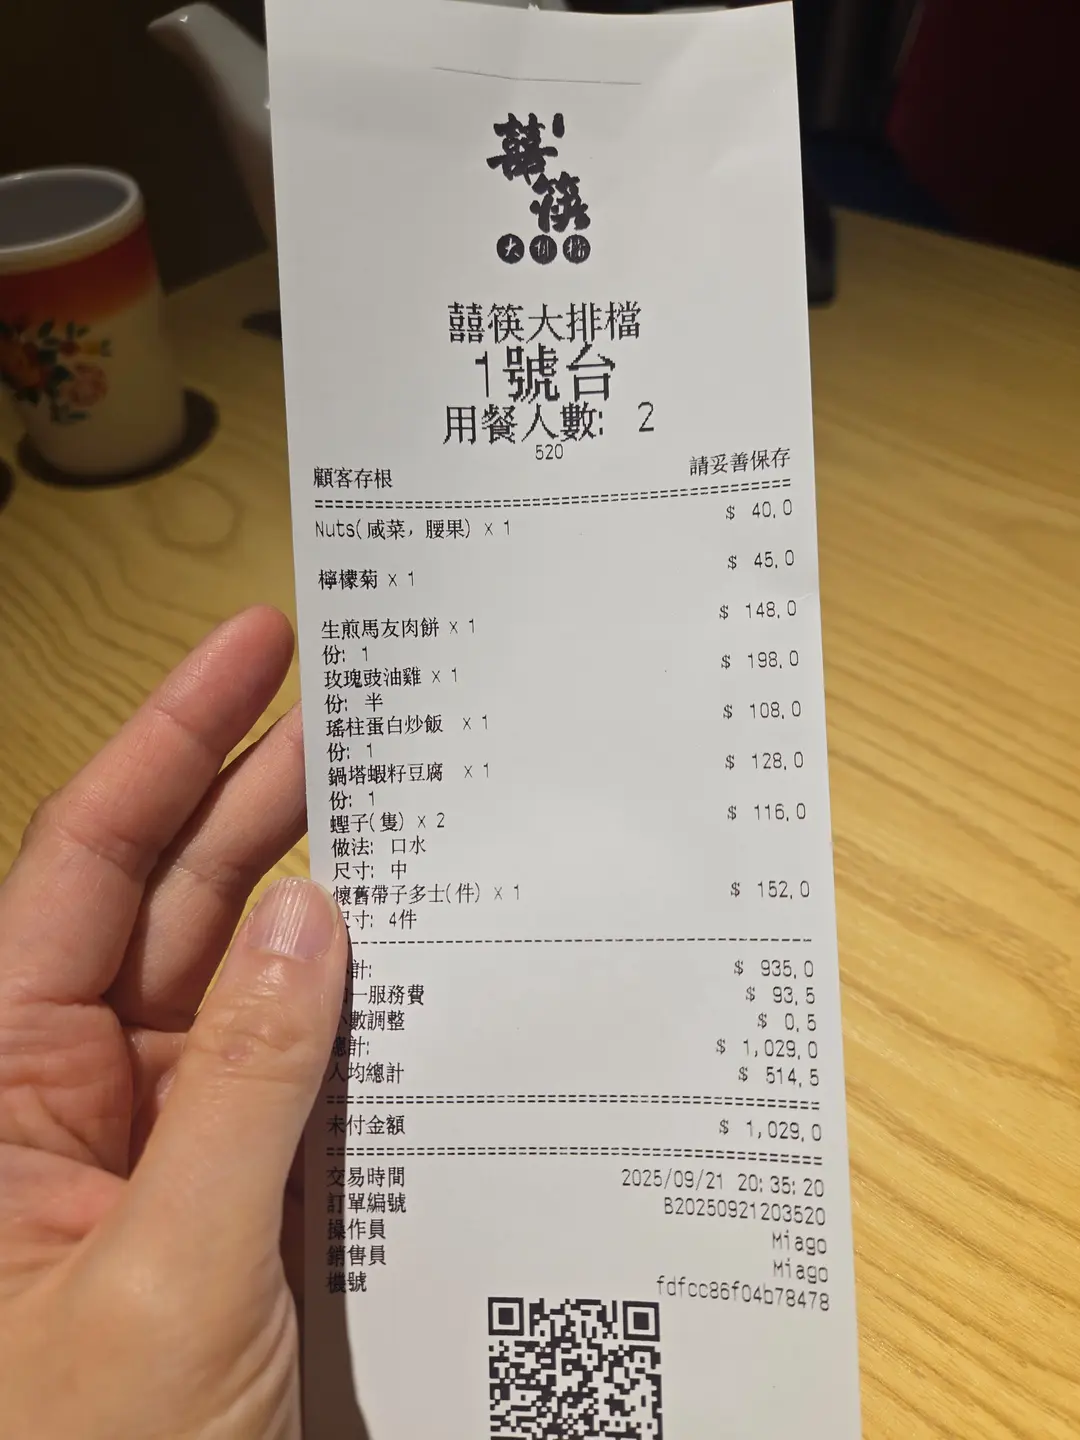 囍筷
大排檔
囍筷大排檔
1號台
用餐人數: 2
520
顧客存根 請妥善保存
Nuts(咸菜，腰果) x 1 $ 40.0
檸檬菊 x 1 $ 45.0
生煎馬友肉餅 x 1 $ 148.0
份: 1
玫瑰豉油雞 x 1 $ 198.0
份: 半
瑤柱蛋白炒飯 x 1 $ 108.0
份: 1
鍋塔蝦籽豆腐 x 1 $ 128.0
份: 1
蟶子(隻) x 2 $ 116.0
做法: 口水
尺寸: 中
懷舊帶子多士(件) x 1 $ 152.0
尺寸: 4件
計: $ 935.0
一服務費 $ 93.5
小數調整 $ 0.5
總計: $ 1,029.0
人均總計 $ 514.5
未付金額 $ 1,029.0
交易時間 2025/09/21 20:35:20
訂單編號 B20250921203520
操作員 Miago
銷售員 Miago
機號 fdfcc86f04b78478